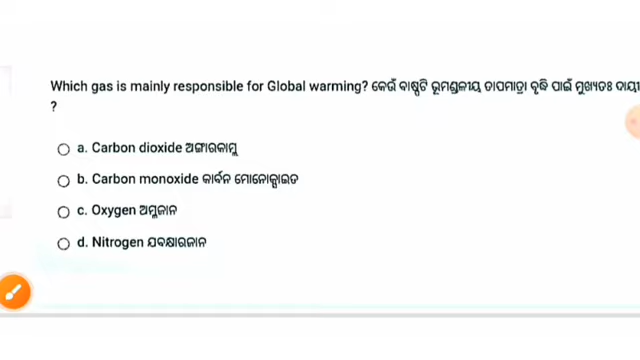 Which gas is mainly responsible for Global warming? କେଉଁ ବାଷ୍ପଟି ଭୂମଣ୍ଡଳୀୟ ତାପମାତ୍ରା ବୃଦ୍ଧି ପାଇଁ ମୁଖ୍ୟତଃ ଦାୟୀ
?
a. Carbon dioxide ଅଙ୍ଗାରକାମ୍ଳ
b. Carbon monoxide କାର୍ବନ ମୋନୋକ୍ସାଇଡ
c. Oxygen ଅମ୍ଳଜାନ
d. Nitrogen ଯବକ୍ଷାରଜାନ